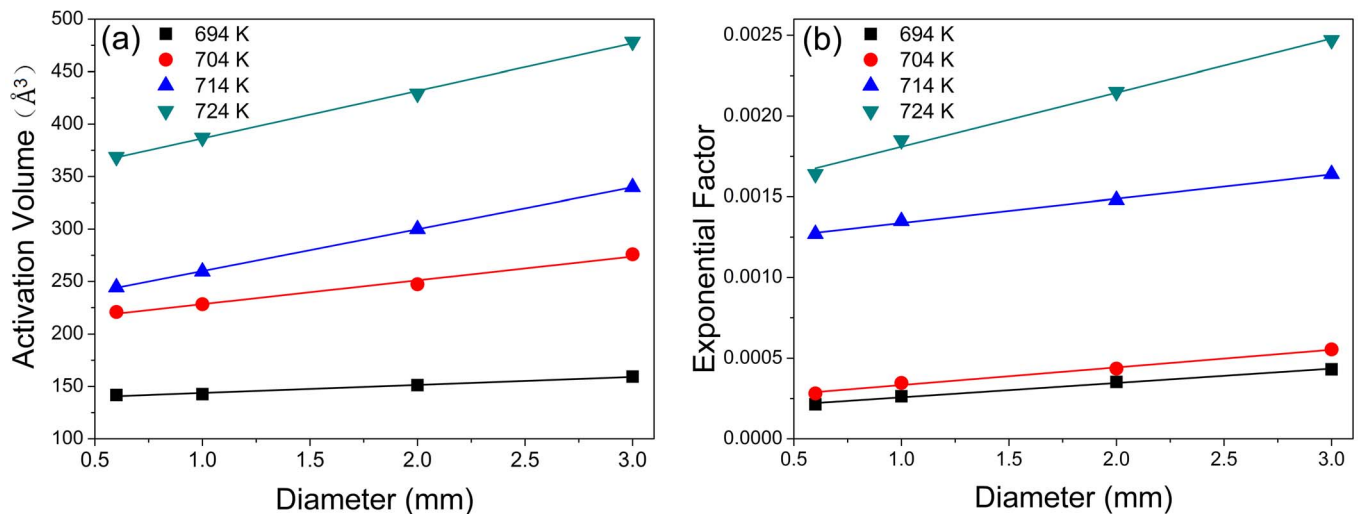 (a)
694 K
704 K
714 K
724 K
500
450
400
350
300
250
200
150
100
Activation Volume (Å³)
0.5 1.0 1.5 2.0 2.5 3.0
Diameter (mm)
(b)
694 K
704 K
714 K
724 K
0.0025
0.0020
0.0015
0.0010
0.0005
0.0000
Exponential Factor
0.5 1.0 1.5 2.0 2.5 3.0
Diameter (mm)